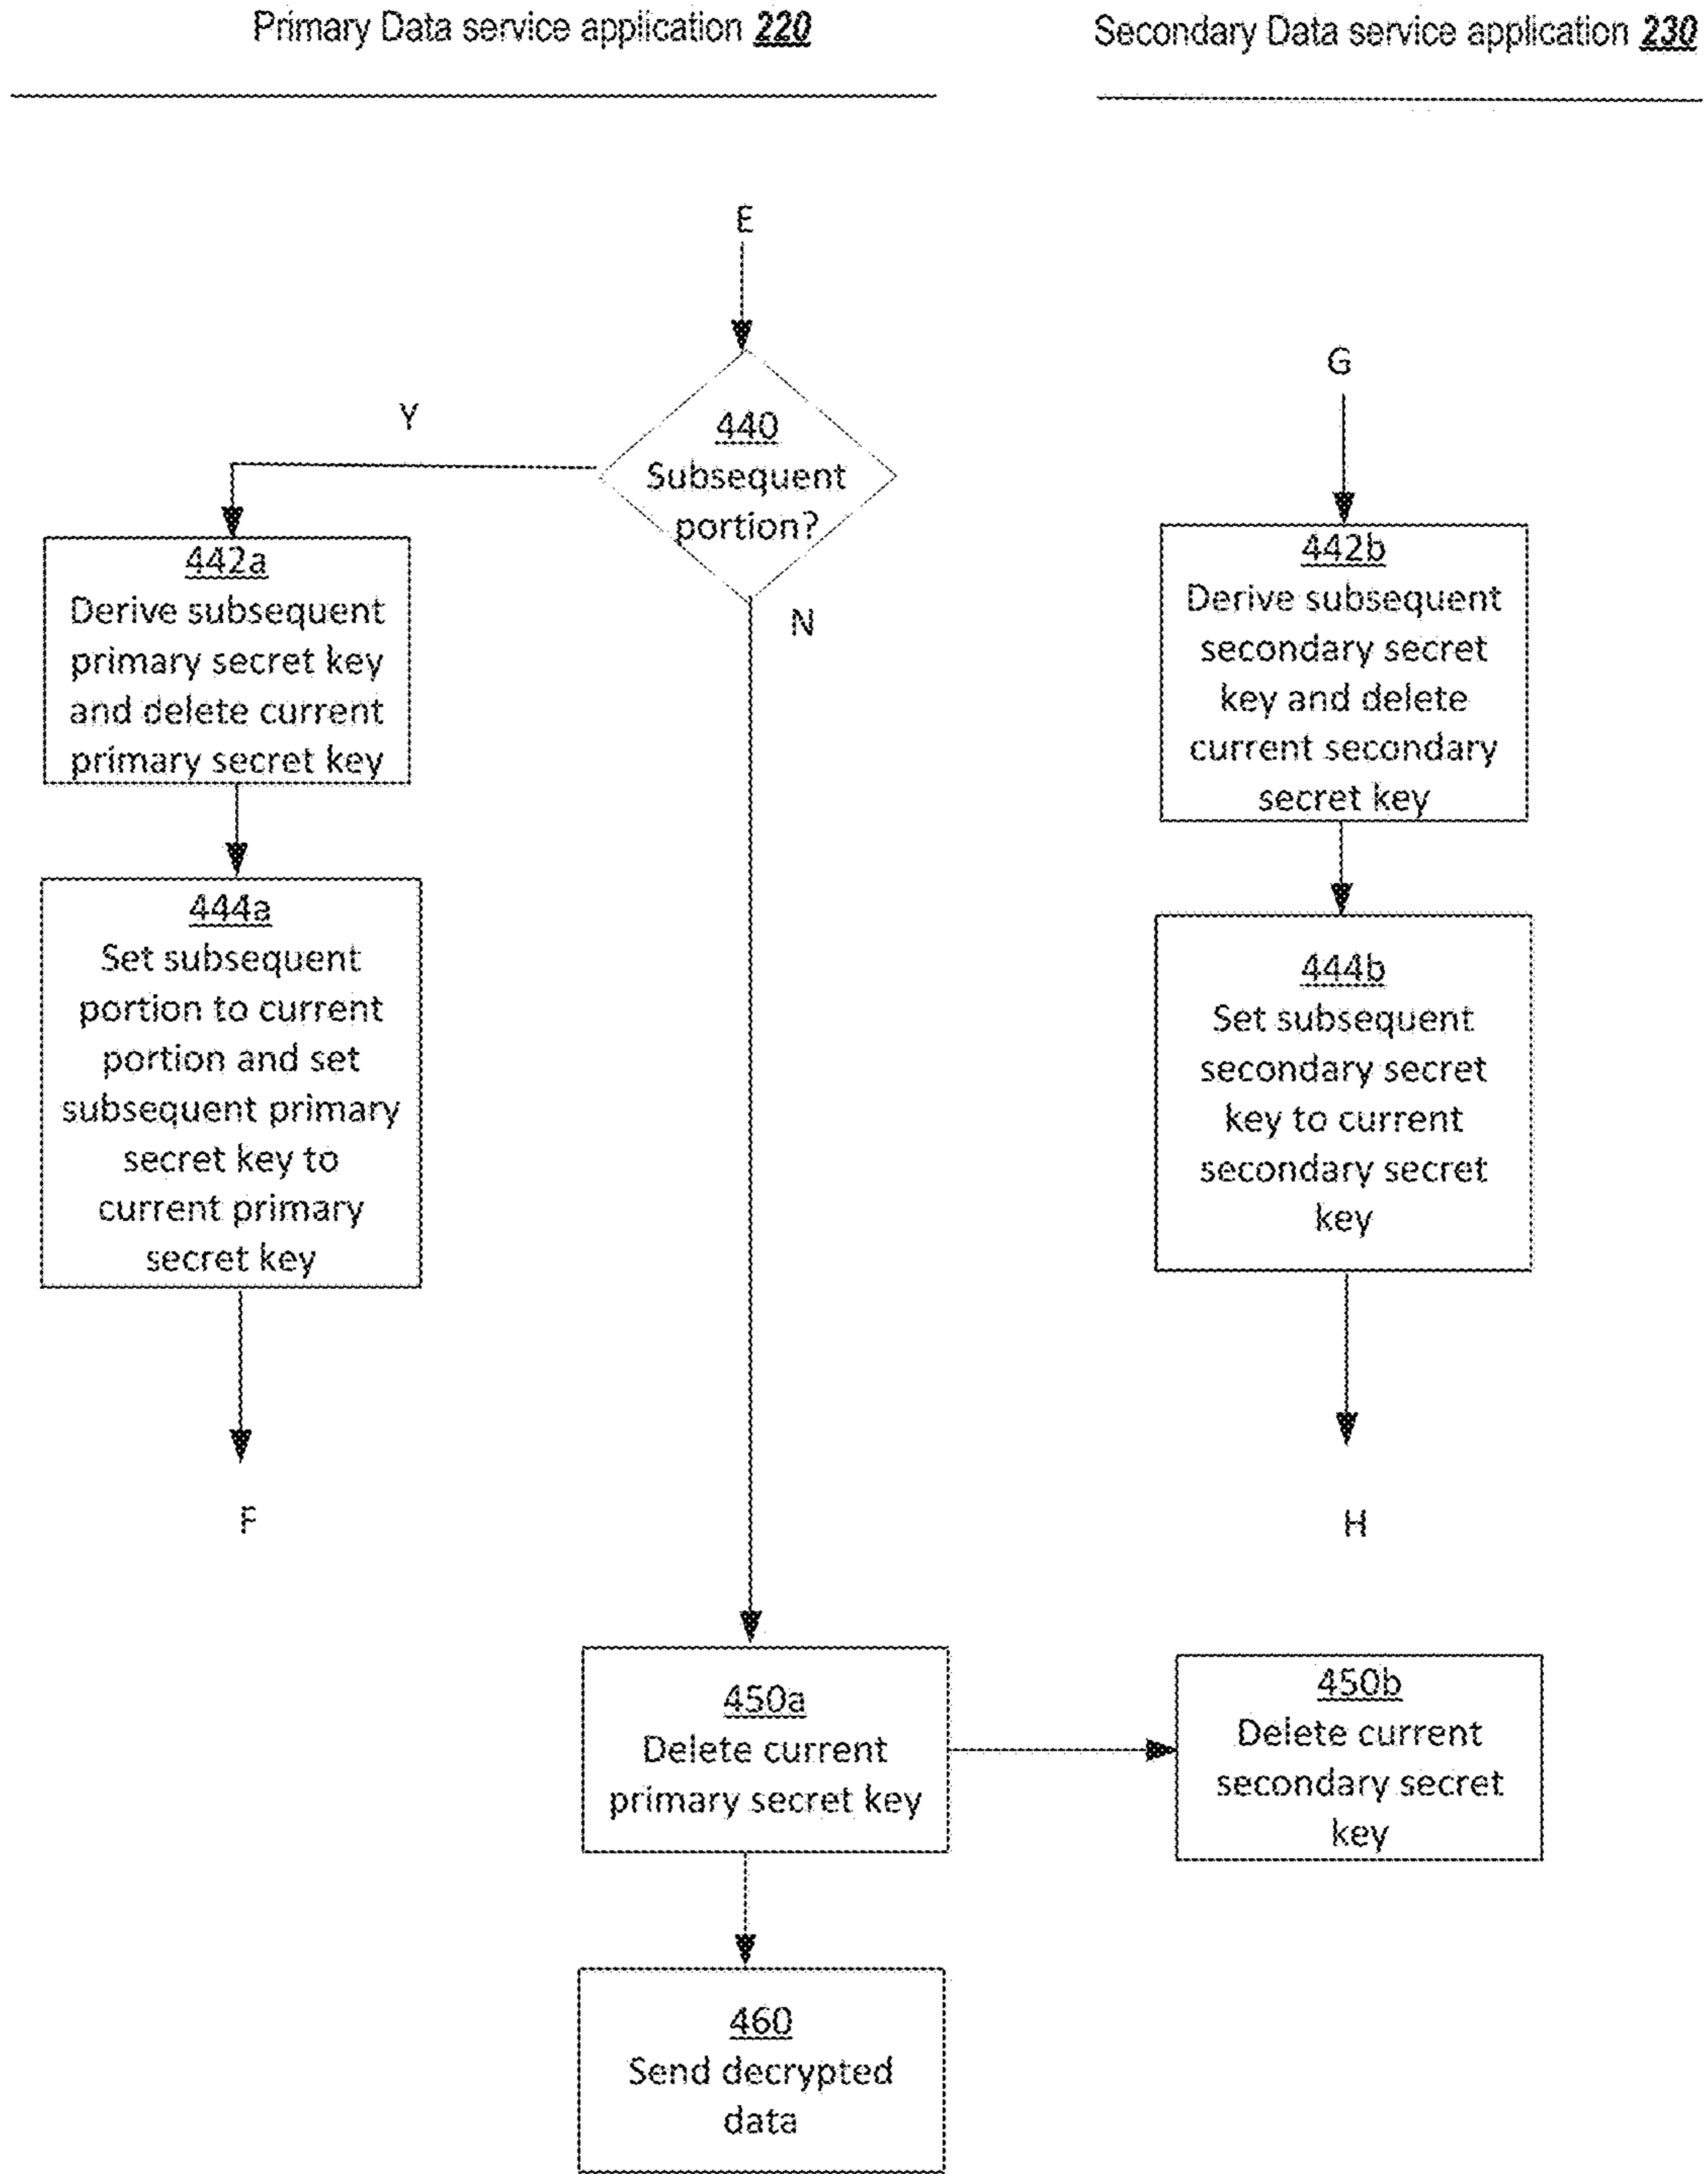 Primary Data service application 220
Secondary Data service application 230
E
G
Y
440
Subsequent
portion?
N
442a
Derive subsequent
primary secret key
and delete current
primary secret key
442b
Derive subsequent
secondary secret
key and delete
current secondary
secret key
444a
Set subsequent
portion to current
portion and set
subsequent primary
secret key to
current primary
secret key
444b
Set subsequent
secondary secret
key to current
secondary secret
key
F
H
450a
Delete current
primary secret key
450b
Delete current
secondary secret
key
460
Send decrypted
data